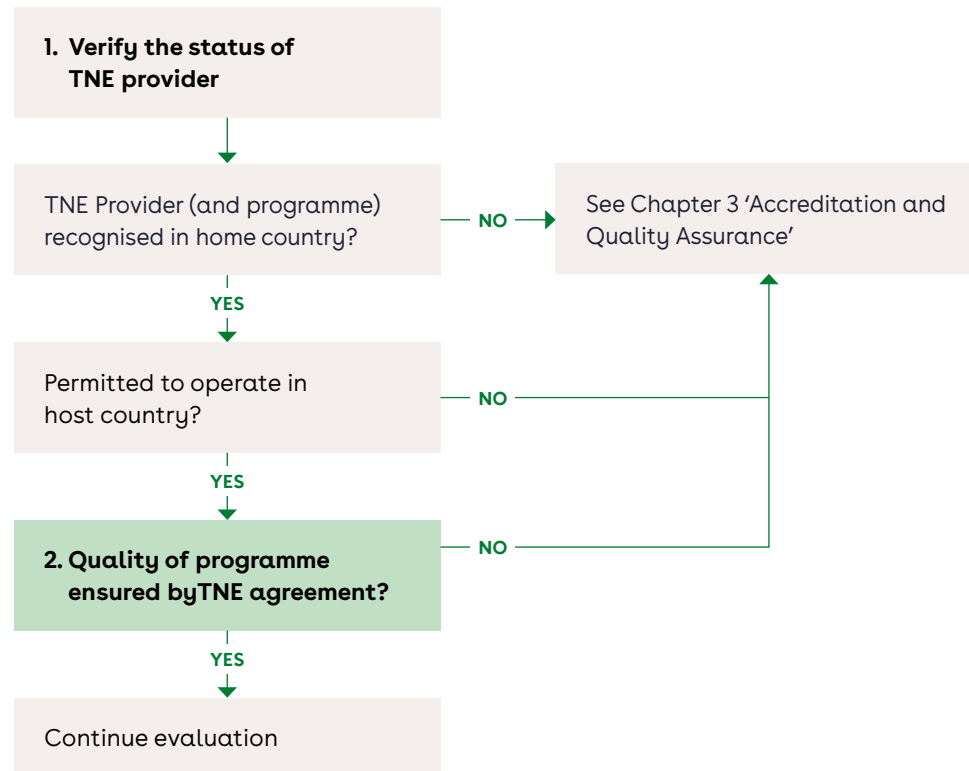 1. Verify the status of
TNE provider
TNE Provider (and programme)
recognised in home country?
NO
See Chapter 3 ‘Accreditation and
Quality Assurance’
YES
Permitted to operate in
host country?
NO
YES
2. Quality of programme
ensured byTNE agreement?
NO
YES
Continue evaluation